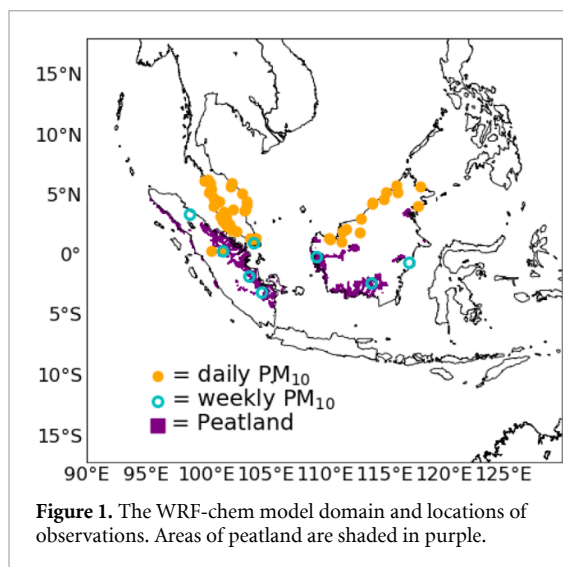 15°N
10°N
5°N
0°
5°S
10°S
15°S
= daily PM₁₀
= weekly PM₁₀
= Peatland
90°E 95°E 100°E 105°E 110°E 115°E 120°E 125°E
Figure 1. The WRF-chem model domain and locations of
observations. Areas of peatland are shaded in purple.